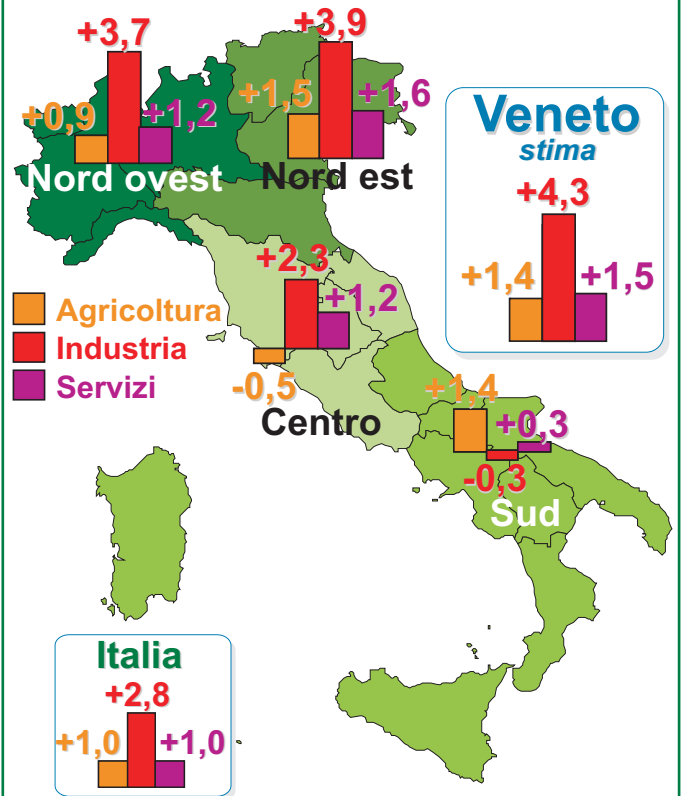 +3,7
+3,9
+0,9
+1,2
+1,5
+1,6
Nord ovest
Nord est
Veneto
stima
+4,3
+1,4
+1,5
+2,3
+1,2
-0,5
Centro
Agricoltura
Industria
Servizi
+1,4
+0,3
-0,3
Sud
Italia
+2,8
+1,0
+1,0